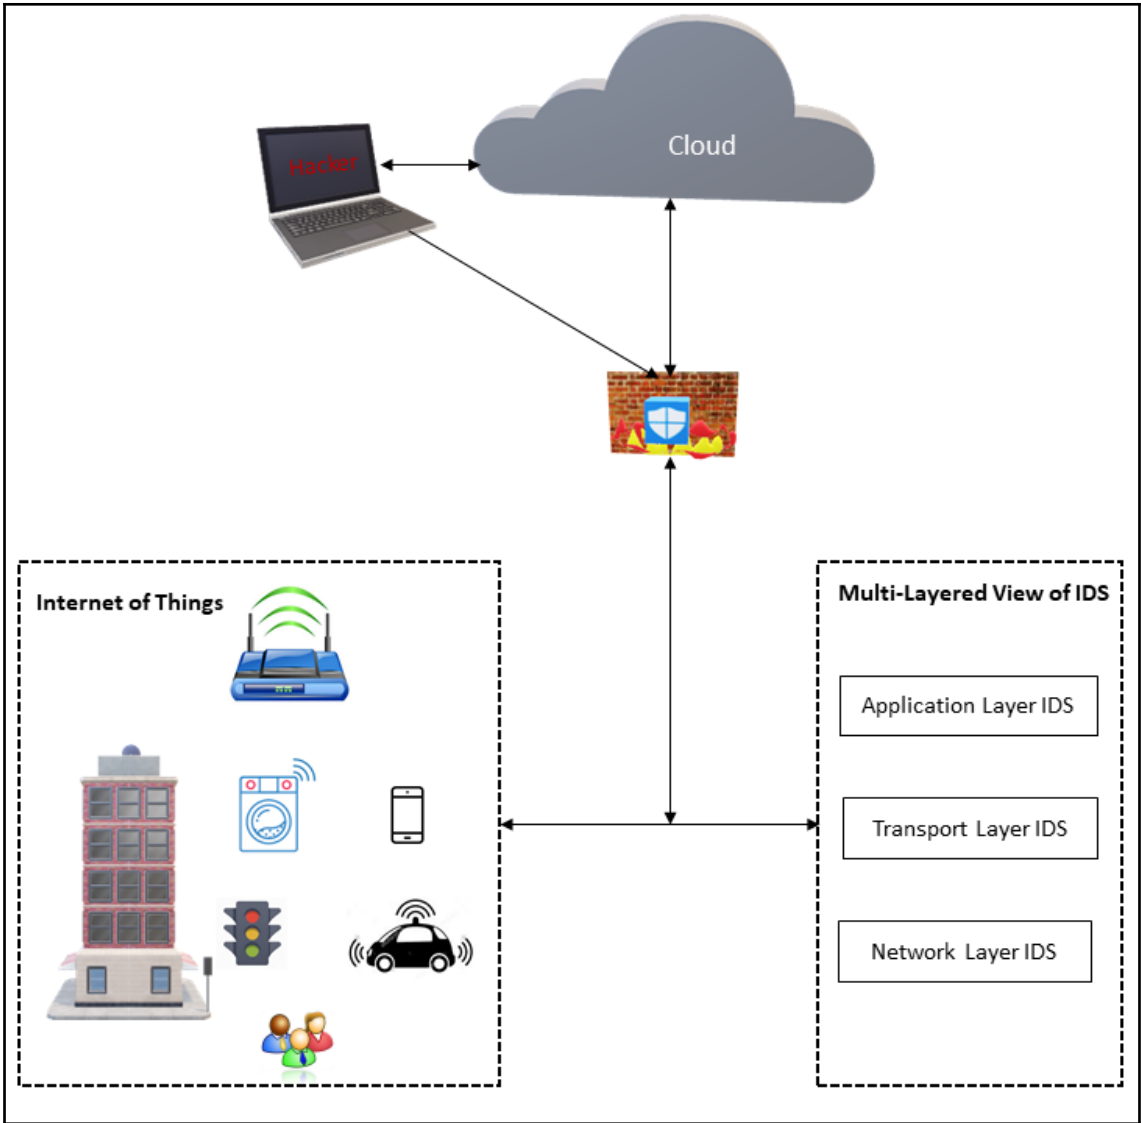 Cloud
Hacker
Internet of Things
Multi-Layered View of IDS
Application Layer IDS
Transport Layer IDS
Network Layer IDS